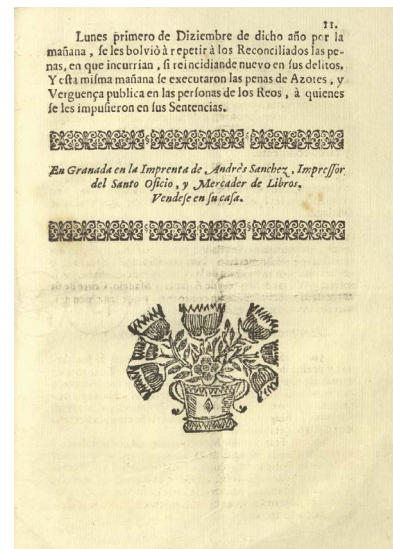 11.
Lunes primero de Diziembre de dicho año por la
mañana, se les bolviò à repetir à los Reconciliados las pe-
nas, en que incurrian, si reincidian de nuevo en sus delitos.
Y esta misma mañana se executaron las penas de Azotes, y
Verguença publica en las personas de los Reos, à quienes
se les impusieron en sus Sentencias.
En Granada en la Imprenta de Andrès Sanchez, Impressor
del Santo Oficio, y Mercader de Libros.
Vendese en su casa.